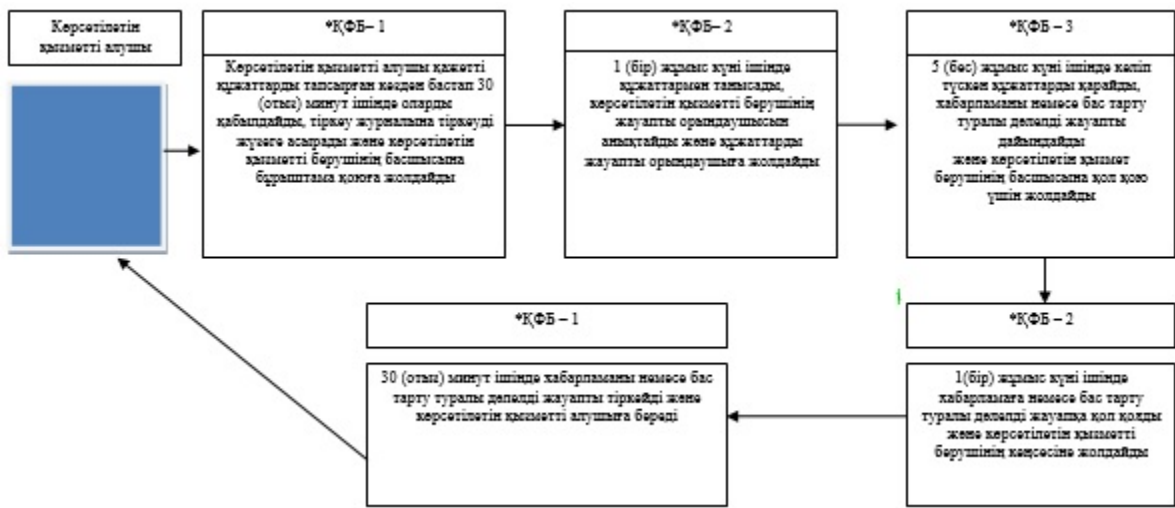 Көрсетілетін
қызметті алушы
*ҚФБ– 1
Көрсетілетін қызметті алушы қажетті
құжаттарды тапсырған кезден бастап 30
(отыз) минут ішінде оларды
қабылдайды, тіркеу журналына тіркеуді
жүзеге асырады және көрсетілетін
қызметті берушінің басшысына
бұрыштама қоюға жолдайды
*ҚФБ– 2
1 (бір) жұмыс күні ішінде
құжаттармен танысады,
көрсетілетін қызметті берушінің
жауапты орындаушысын
анықтайды және құжаттарды
жауапты орындаушыға жолдайды
*ҚФБ – 3
5 (бес) жұмыс күні ішінде келіп
түскен құжаттарды қарайды,
хабарламаны немесе бас тарту
туралы дәлелді жауапты
дайындайды
және көрсетілетін қызмет
берушінің басшысына қол қою
үшін жолдайды
*ҚФБ – 2
1(бір) жұмыс күні ішінде
хабарламаға немесе бас тарту
туралы дәлелді жауапқа қол қояды
және көрсетілетін қызметті
берушінің кеңсесіне жолдайды
*ҚФБ – 1
30 (отыз) минут ішінде хабарламаны немесе бас
тарту туралы дәлелді жауапты тіркейді және
көрсетілетін қызметті алушыға береді